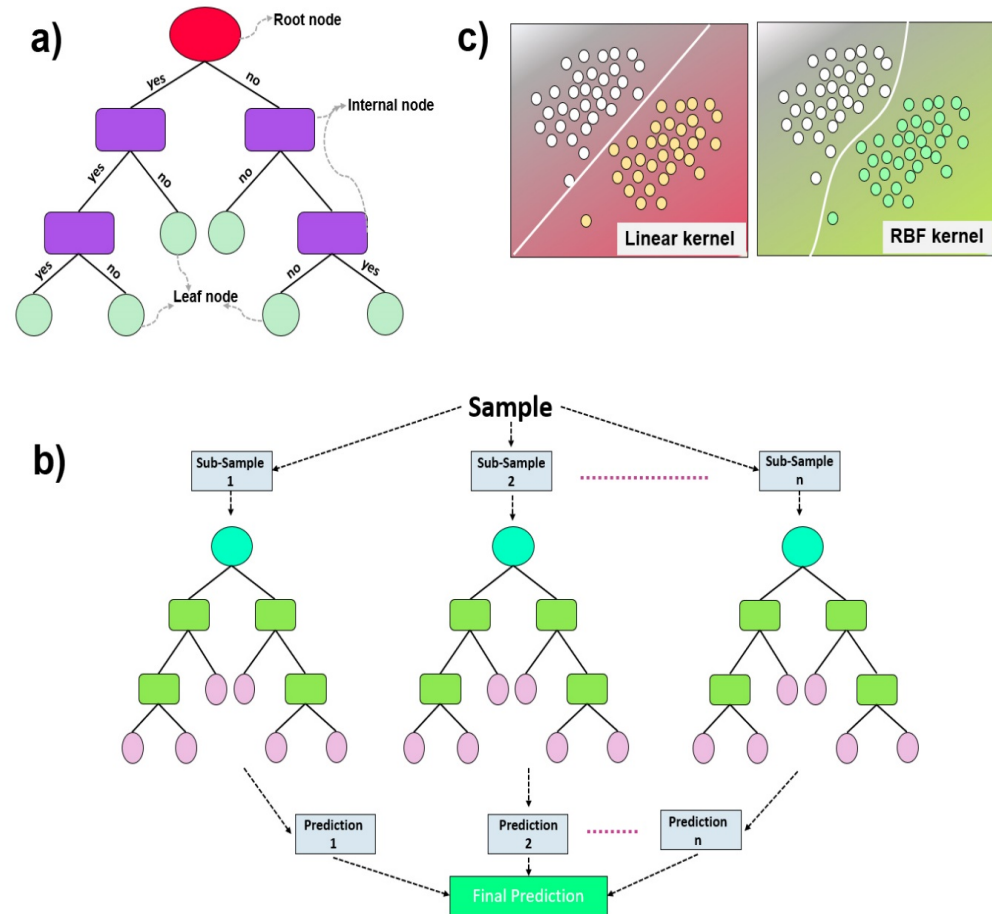 a)
Root node
yes
no
Internal node
yes
no
no
yes
yes
no
no
yes
Leaf node
c)
Linear kernel
RBF kernel
b)
Sample
Sub-Sample
1
Sub-Sample
2
Sub-Sample
n
Prediction
1
Prediction
2
Prediction
n
Final Prediction